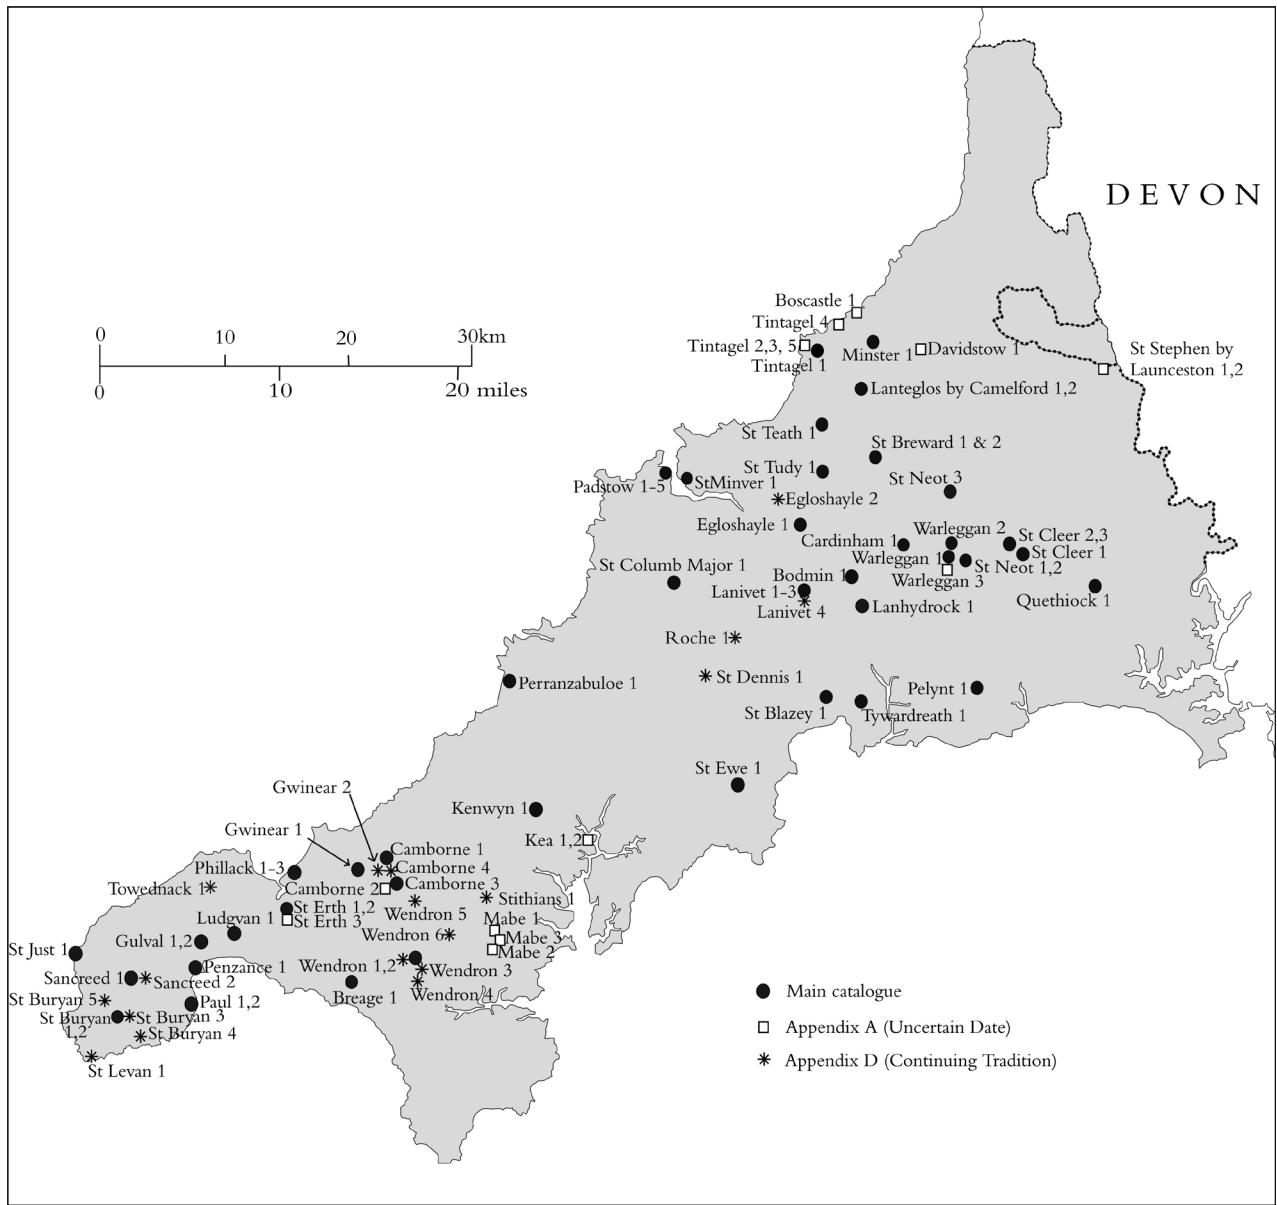 DEVON
Boscastle 1
Tintagel 4
0 10 20 30km
Tintagel 2,3, 5
Minster 1
Davidstow 1
St Stephen by
Launceston 1,2
Tintagel 1
0 10 20 miles
Lanteglos by Camelford 1,2
St Teath 1
St Breward 1 & 2
St Tudy 1
Padstow 1-5
StMinver 1
St Neot 3
Egloshayle 2
Egloshayle 1
Warleggan 2
St Cleer 2,3
Cardinham 1
St Cleer 1
Warleggan 1
St Neot 1,2
St Columb Major 1
Bodmin 1
Warleggan 3
Lanivet 1-3
Quethiock 1
Lanivet 4
Lanhydrock 1
Roche 1
St Dennis 1
Perranzabuloe 1
Pelynt 1
St Blazey 1
Tywardreath 1
St Ewe 1
Gwinear 2
Kenwyn 1
Gwinear 1
Kea 1,2
Camborne 1
Phillack 1-3
Camborne 4
Towednack 1
Camborne 2
Camborne 3
Stithians 1
St Erth 1,2
Wendron 5
Ludgvan 1
St Erth 3
Mabe 1
Gulval 1,2
Wendron 6
Mabe 3
St Just 1
Mabe 2
Penzance 1
Wendron 1,2
Wendron 3
Sancreed 1
Sancreed 2
Main catalogue
St Buryan 5
Paul 1,2
Breage 1
Wendron 4
St Buryan
1,2
St Buryan 3
St Buryan 4
Appendix A (Uncertain Date)
Appendix D (Continuing Tradition)
St Levan 1